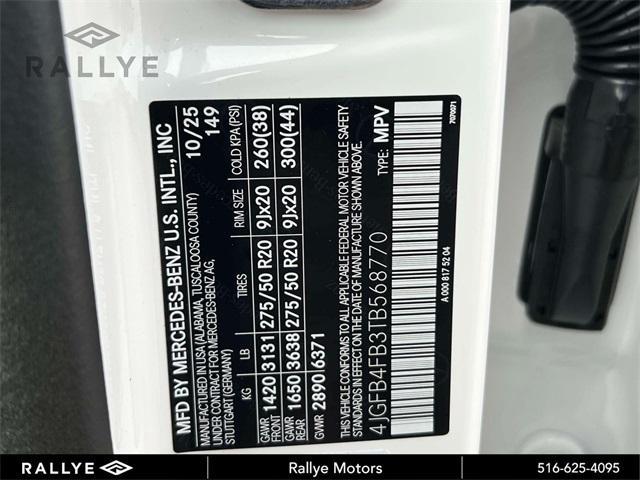 RALLYE
MFD BY MERCEDES-BENZ U.S. INTL., INC
MANUFACTURED IN USA (ALABAMA, TUSCALOOSA COUNTY)
UNDER CONTRACT FOR MERCEDES-BENZ AG,
STUTTGART (GERMANY)
10/25
149
KG LB TIRES RIM SIZE COLD KPA(PSI)
GAWR FRONT 1420 3131 275/50 R20 9Jx20 260(38)
GAWR REAR 1650 3638 275/50 R20 9Jx20 300(44)
GVWR 2890 6371
THIS VEHICLE CONFORMS TO ALL APPLICABLE FEDERAL MOTOR VEHICLE SAFETY
STANDARDS IN EFFECT ON THE DATE OF MANUFACTURE SHOWN ABOVE.
4JGFB4FB3TB568770
TYPE: MPV
A 000 817 52 04
7070071
RALLYE
Rallye Motors
516-625-4095